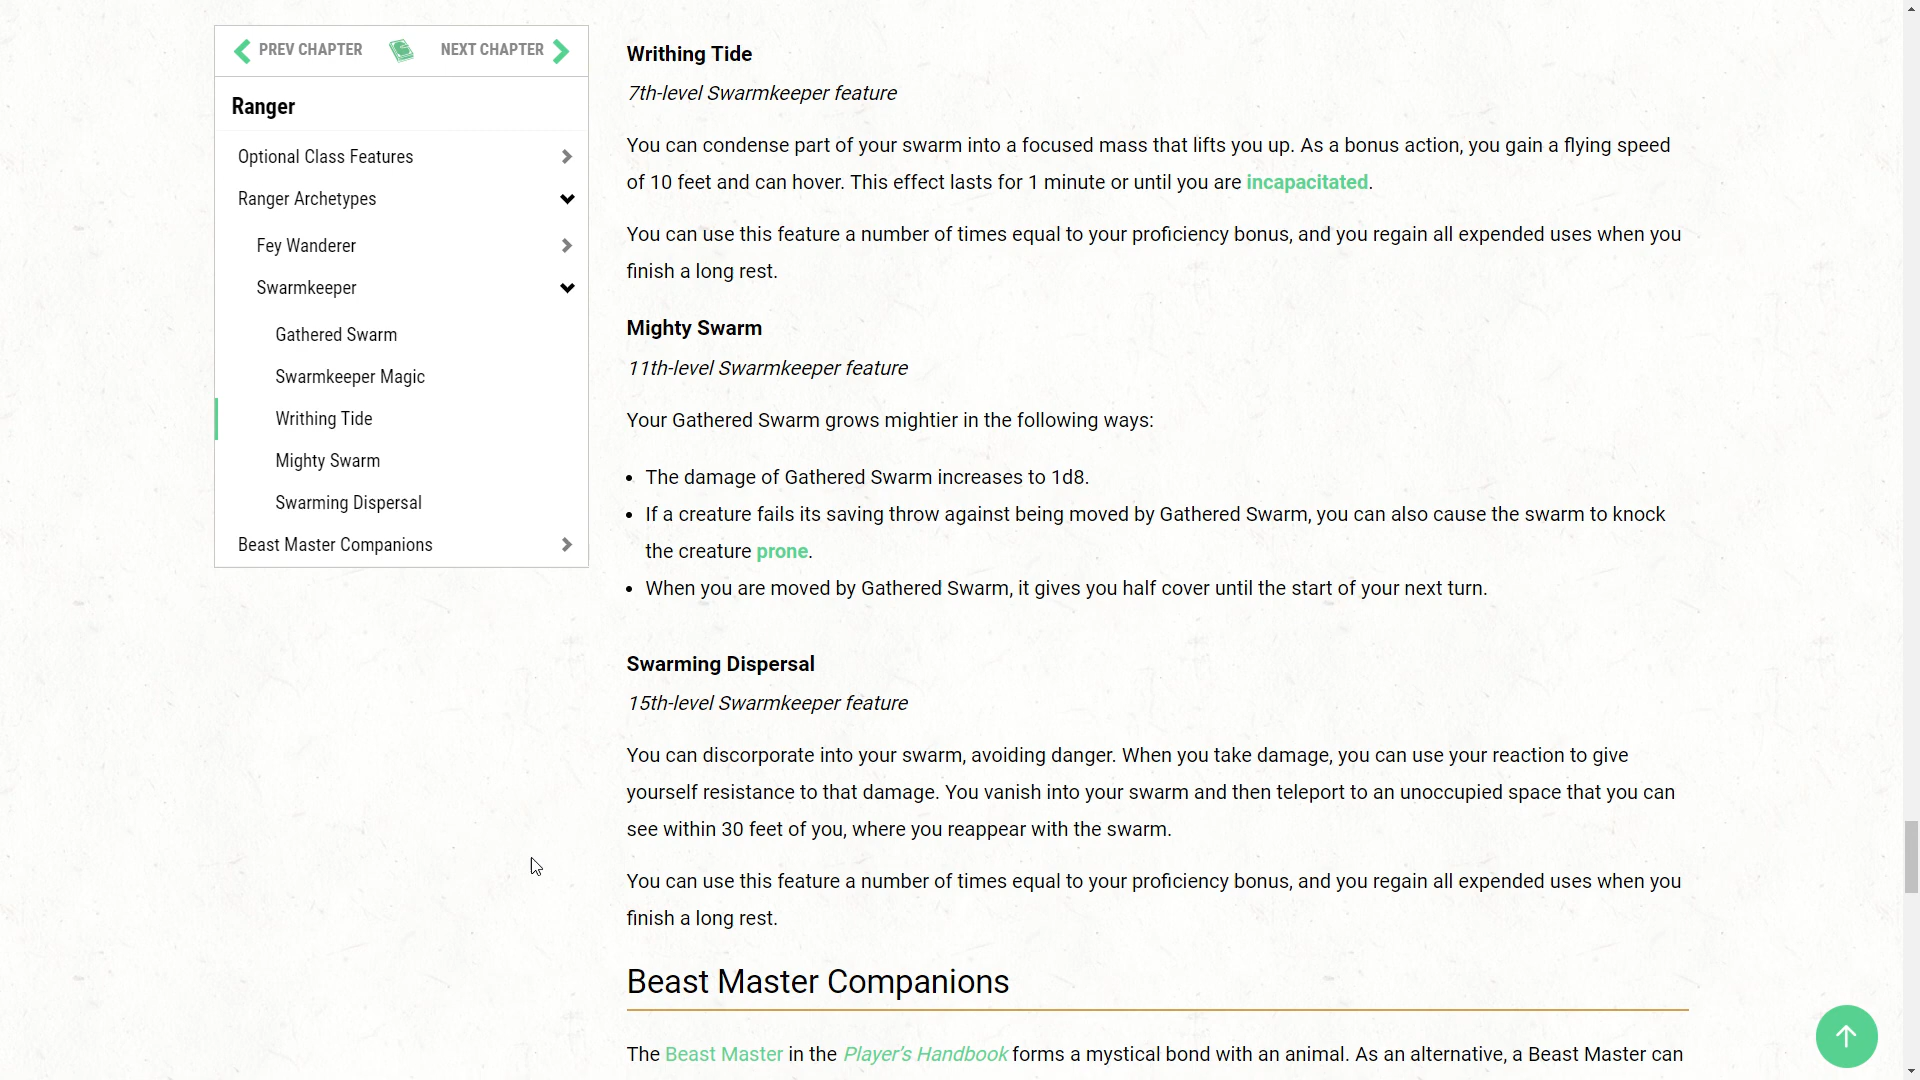 PREV CHAPTER
NEXT CHAPTER
Ranger
Optional Class Features
Ranger Archetypes
Fey Wanderer
Swarmkeeper
Gathered Swarm
Swarmkeeper Magic
Writhing Tide
Mighty Swarm
Swarming Dispersal
Beast Master Companions
Writhing Tide
7th-level Swarmkeeper feature
You can condense part of your swarm into a focused mass that lifts you up. As a bonus action, you gain a flying speed
of 10 feet and can hover. This effect lasts for 1 minute or until you are incapacitated.
You can use this feature a number of times equal to your proficiency bonus, and you regain all expended uses when you
finish a long rest.
Mighty Swarm
11th-level Swarmkeeper feature
Your Gathered Swarm grows mightier in the following ways:
• The damage of Gathered Swarm increases to 1d8.
• If a creature fails its saving throw against being moved by Gathered Swarm, you can also cause the swarm to knock
the creature prone.
• When you are moved by Gathered Swarm, it gives you half cover until the start of your next turn.
Swarming Dispersal
15th-level Swarmkeeper feature
You can discorporate into your swarm, avoiding danger. When you take damage, you can use your reaction to give
yourself resistance to that damage. You vanish into your swarm and then teleport to an unoccupied space that you can
see within 30 feet of you, where you reappear with the swarm.
You can use this feature a number of times equal to your proficiency bonus, and you regain all expended uses when you
finish a long rest.
Beast Master Companions
The Beast Master in the Player's Handbook forms a mystical bond with an animal. As an alternative, a Beast Master can